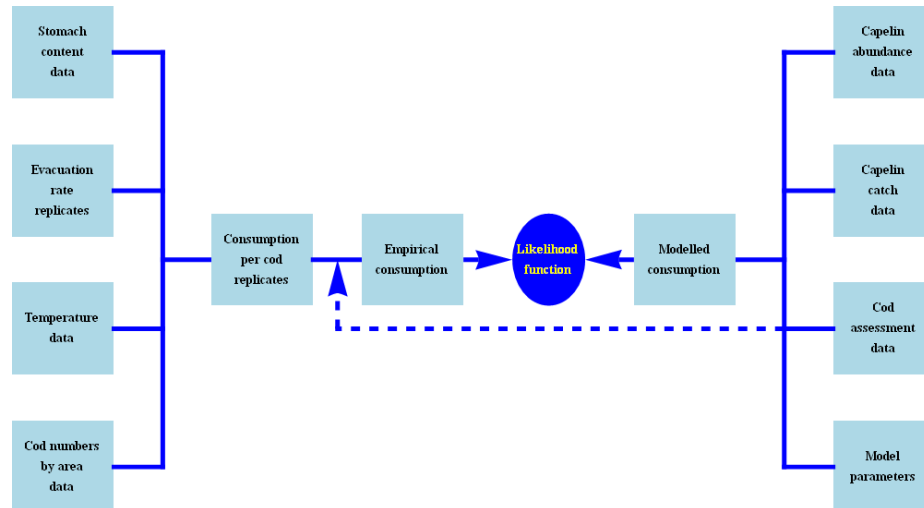 Stomach
content
data
Evacuation
rate
replicates
Temperature
data
Cod numbers
by area
data
Consumption
per cod
replicates
Empirical
consumption
Likelihood
function
Modelled
consumption
Capelin
abundance
data
Capelin
catch
data
Cod
assessment
data
Model
parameters